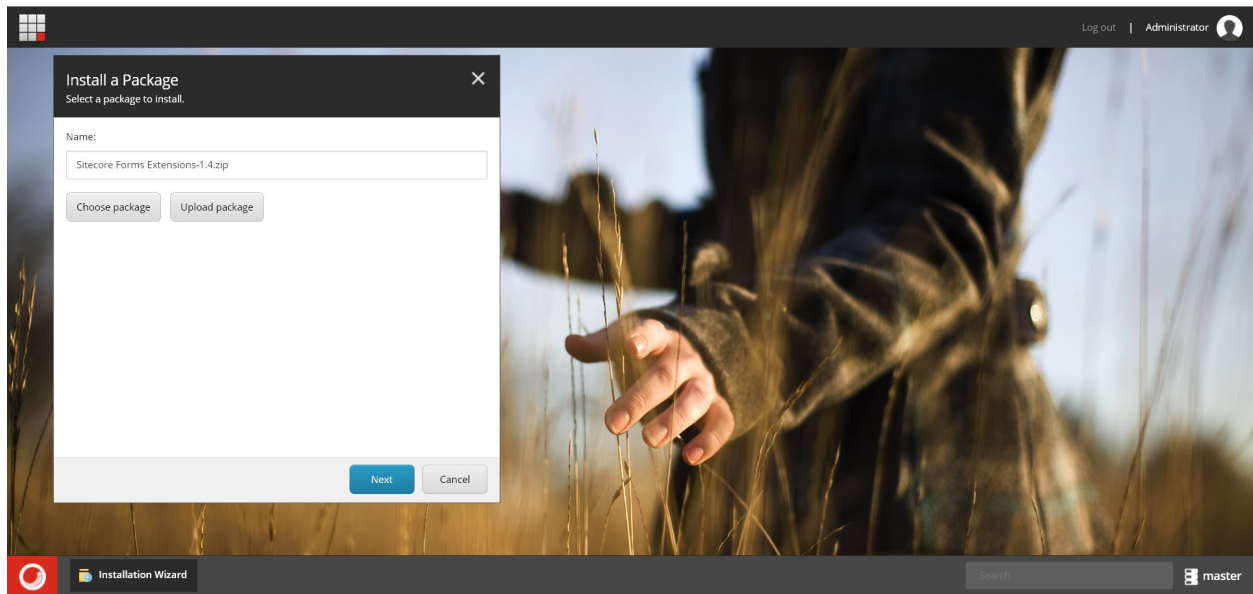 Log out | Administrator
Install a Package
Select a package to install.
Name:
Sitecore Forms Extensions-1.4.zip
Choose package Upload package
Next Cancel
Installation Wizard
Search
master